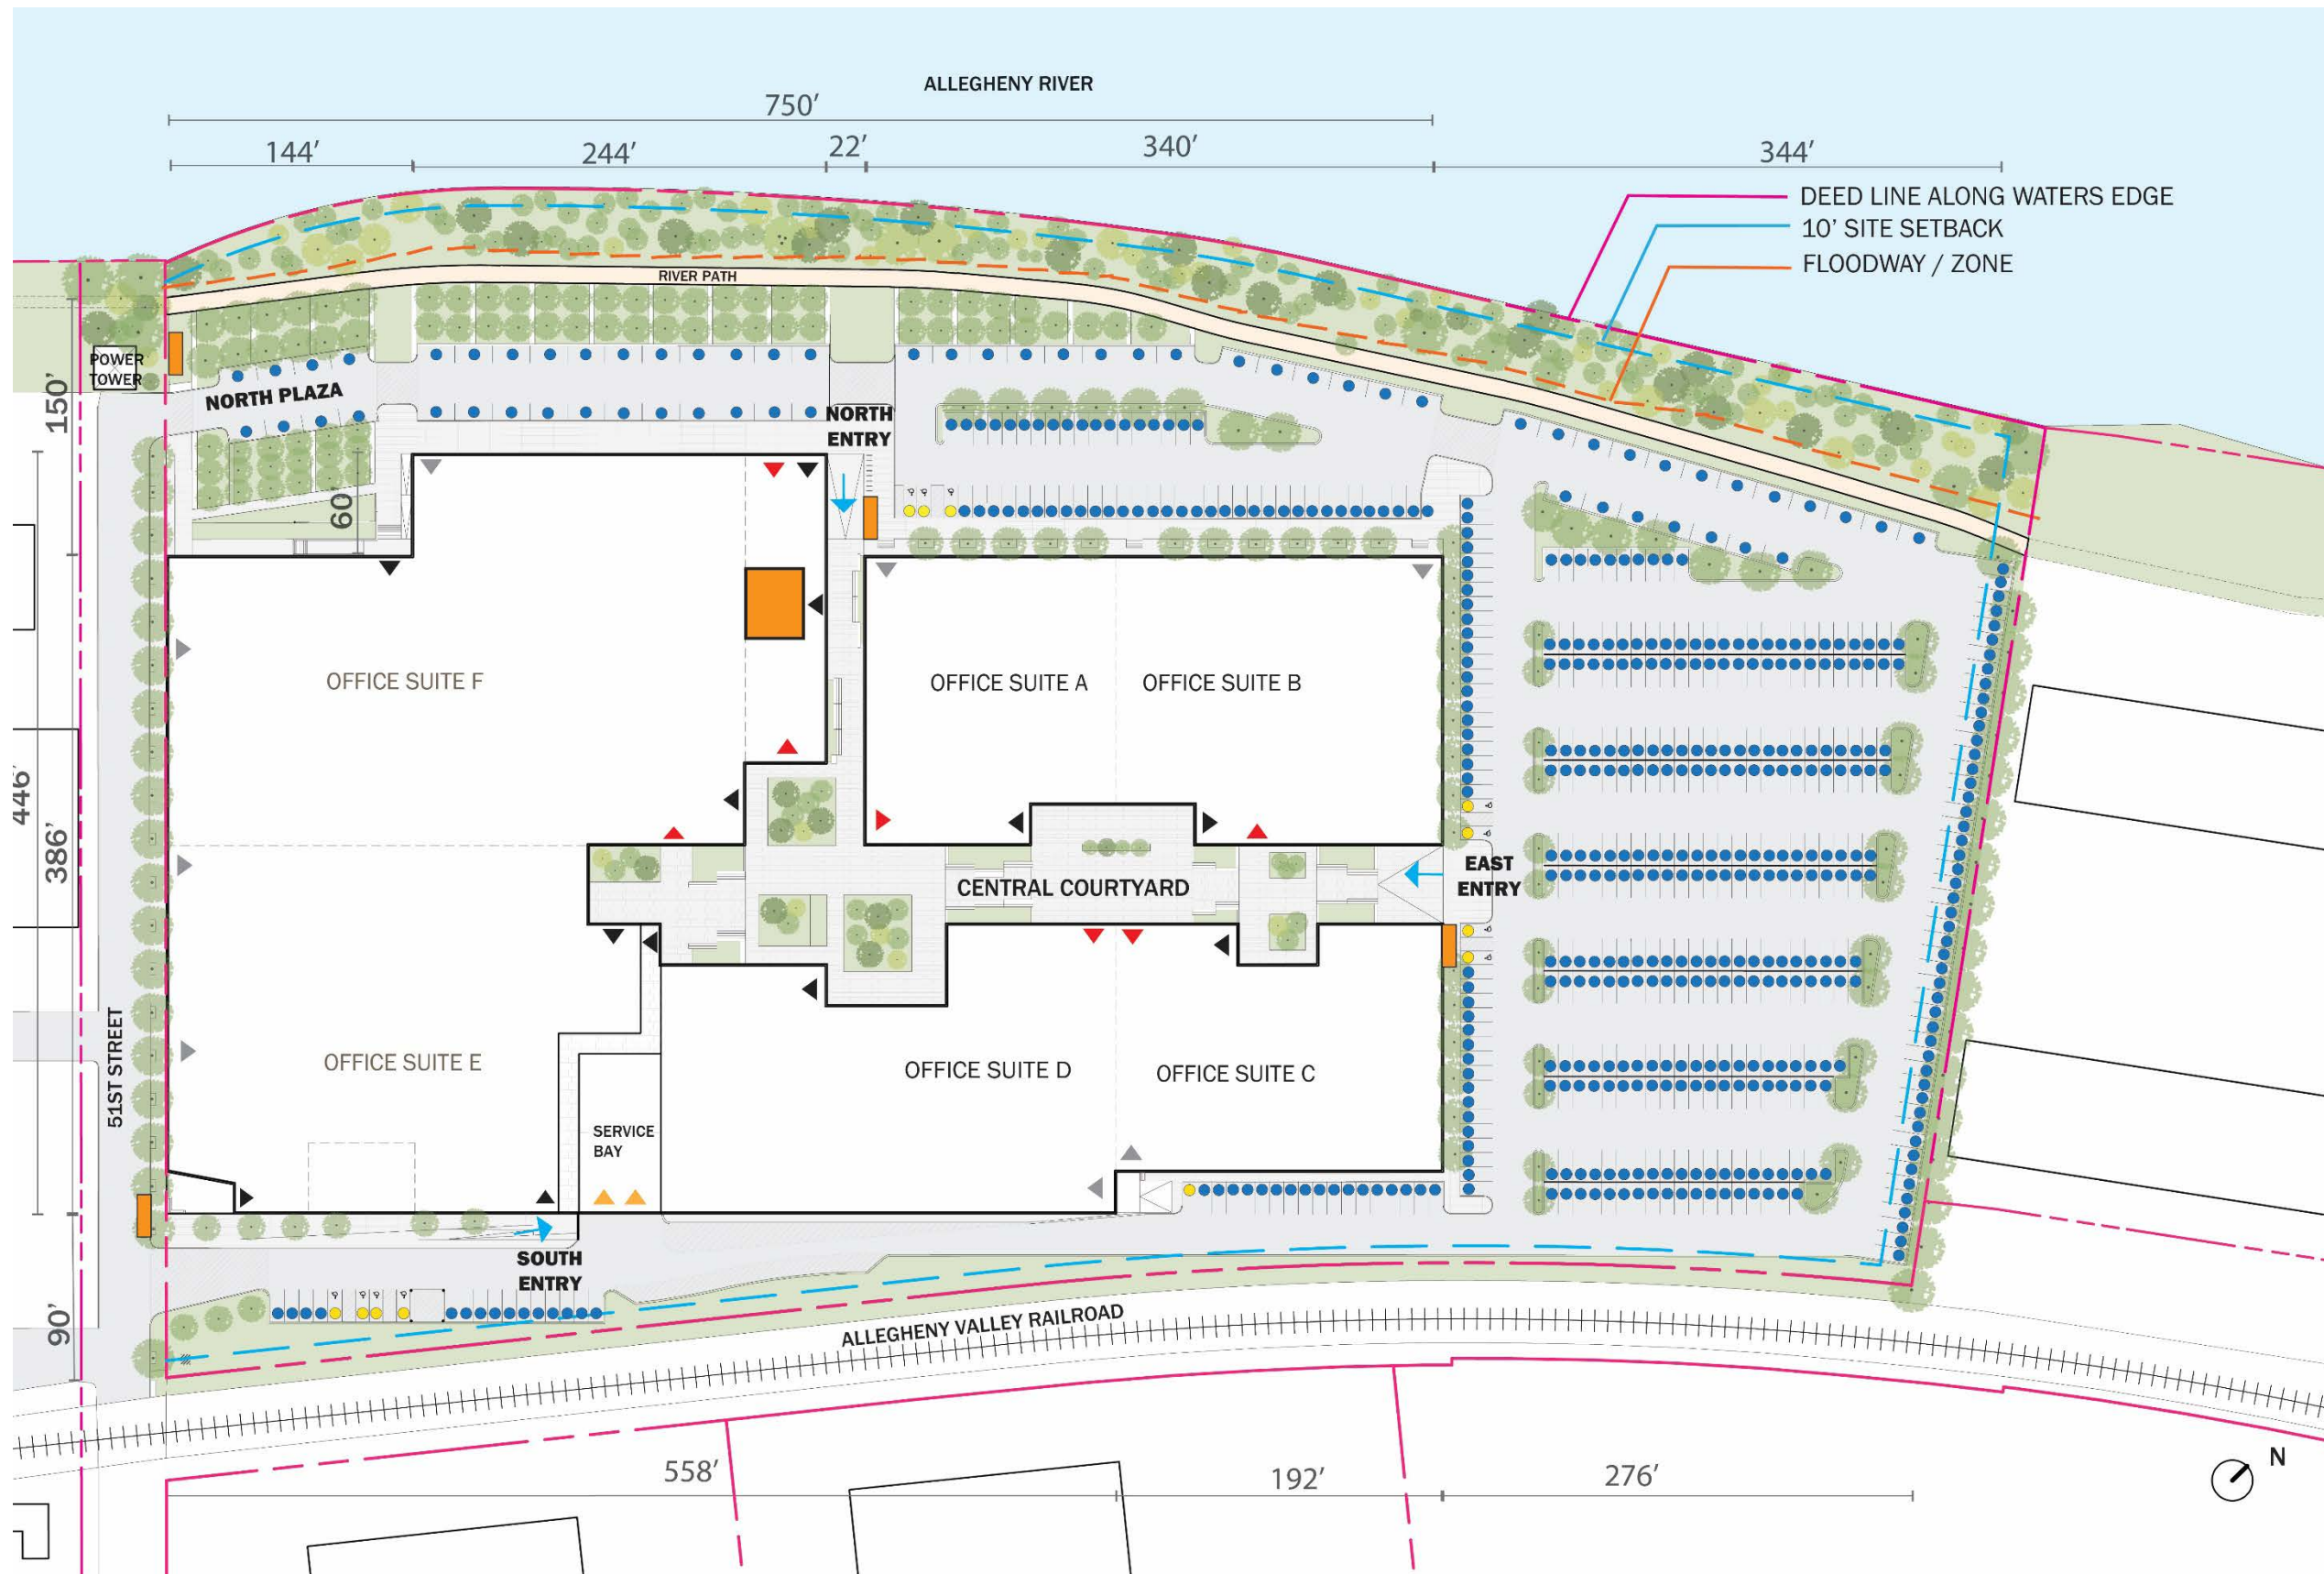 ALLEGHENY RIVER
750’
144’
244’
22’
340’
344’
DEED LINE ALONG WATERS EDGE
10’ SITE SETBACK
FLOODWAY / ZONE
RIVER PATH
POWER
TOWER
NORTH PLAZA
150’
NORTH
ENTRY
60’
OFFICE SUITE F
OFFICE SUITE A
OFFICE SUITE B
446’
386’
CENTRAL COURTYARD
EAST
ENTRY
51ST STREET
OFFICE SUITE E
OFFICE SUITE D
OFFICE SUITE C
SERVICE
BAY
SOUTH
ENTRY
90’
ALLEGHENY VALLEY RAILROAD
558’
192’
276’
N